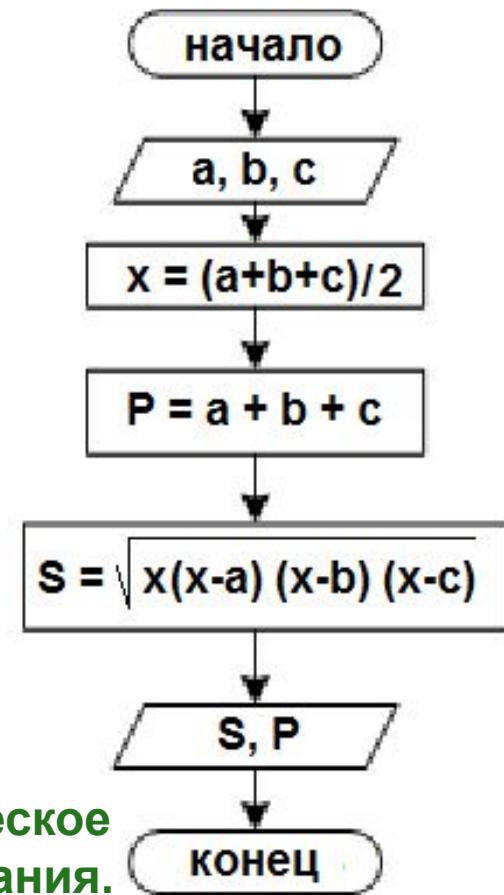 начало
a, b, c
x = (a+b+c)/2
P = a + b + c
S = √x(x-a) (x-b) (x-c)
S, P
конец